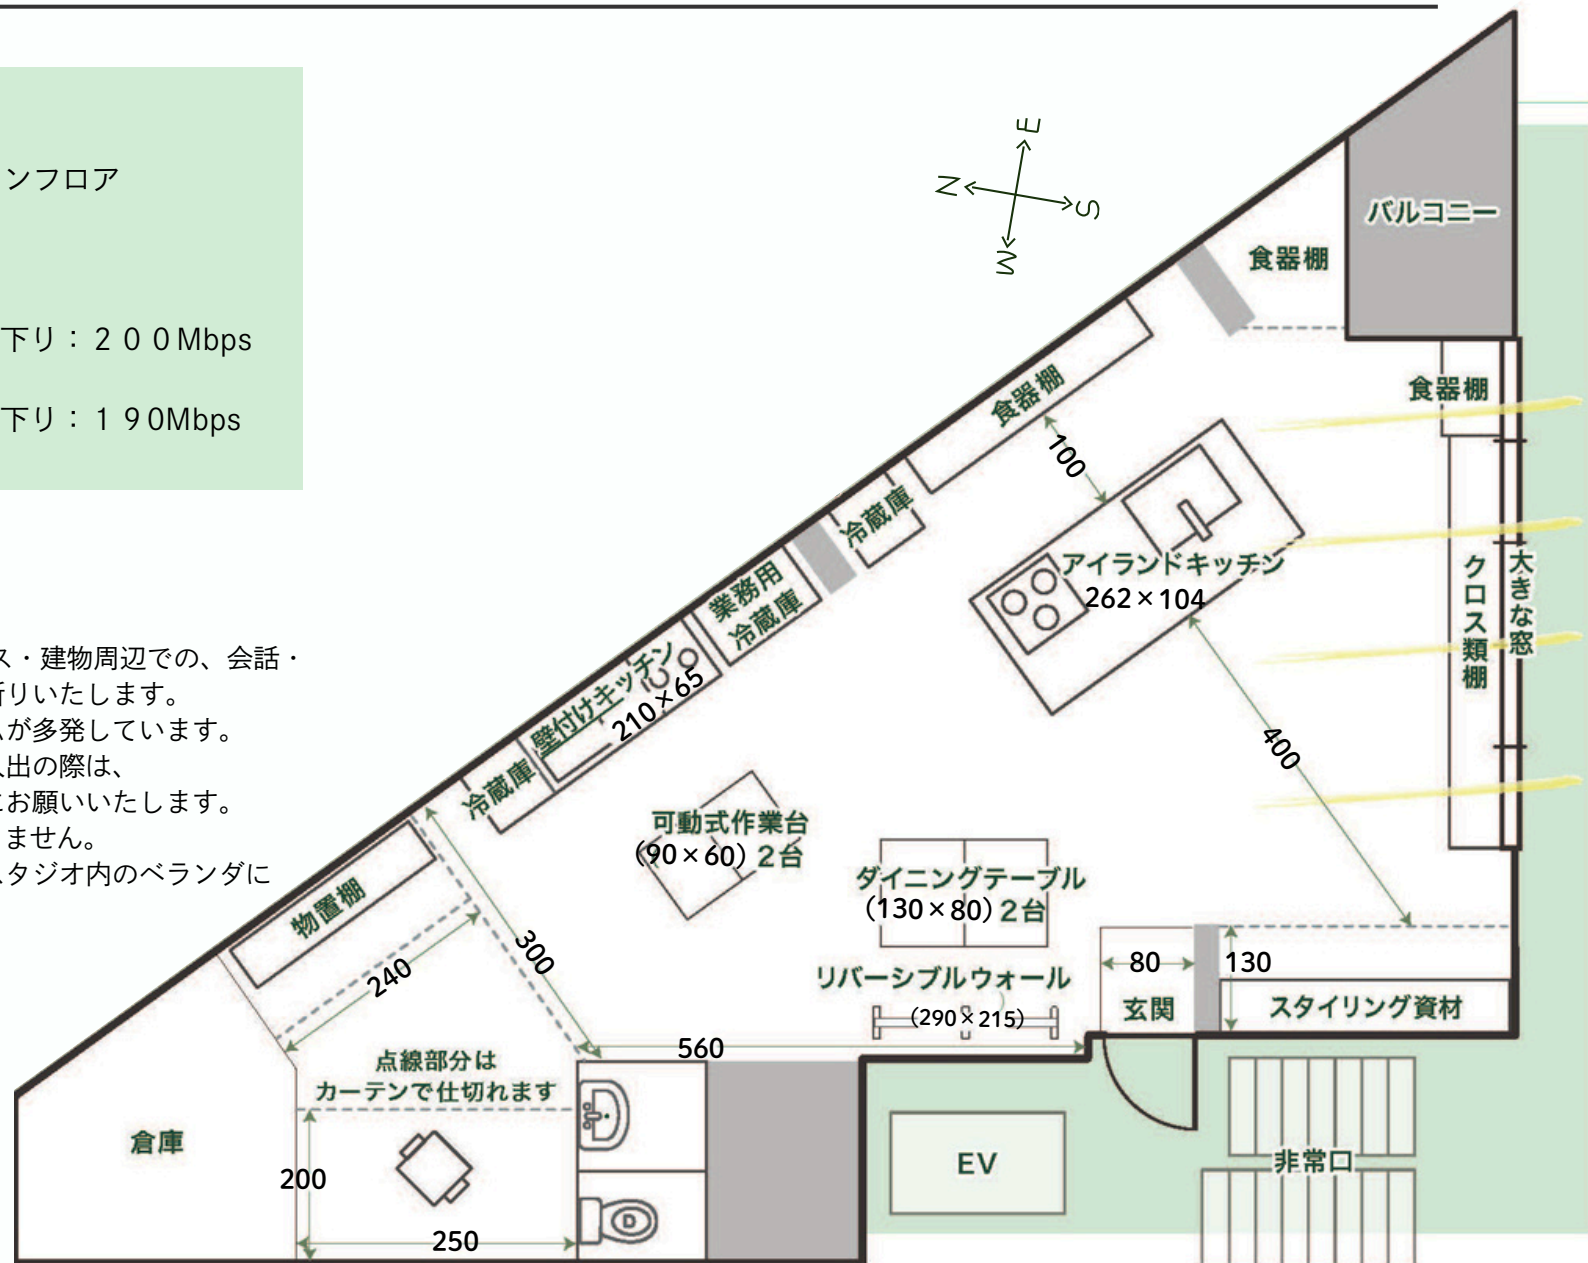 ンフロア
下り：２００Mbps
下り：１９0Mbps
ス・建物周辺での、会話・
祈りいたします。
ムが多発しています。
入出の際は、
にお願いいたします。
ません。
スタジオ内のベランダに
E
N
S
W
バルコニー
食器棚
食器棚
食器棚
100
冷蔵庫
アイランドキッチン
262×104
大きな窓
クロス類棚
業務用
冷蔵庫
壁付けキッチン
210×65
冷蔵庫
400
可動式作業台
(90×60) 2台
ダイニングテーブル
(130×80) 2台
物置棚
300
240
リバーシブルウォール
(290×215)
80
130
玄関
スタイリング資材
560
点線部分は
カーテンで仕切れます
倉庫
200
250
EV
非常口